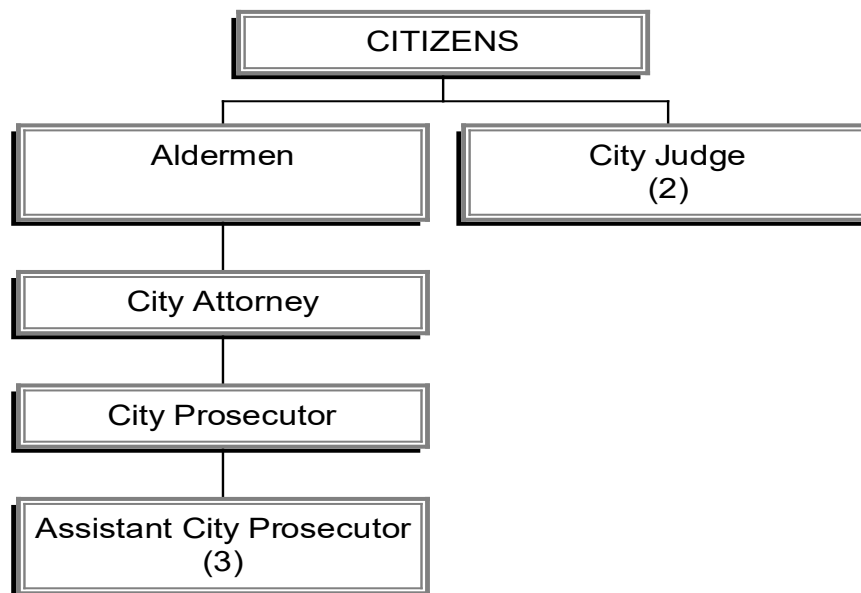 CITIZENS
Aldermen
City Judge
(2)
City Attorney
City Prosecutor
Assistant City Prosecutor
(3)